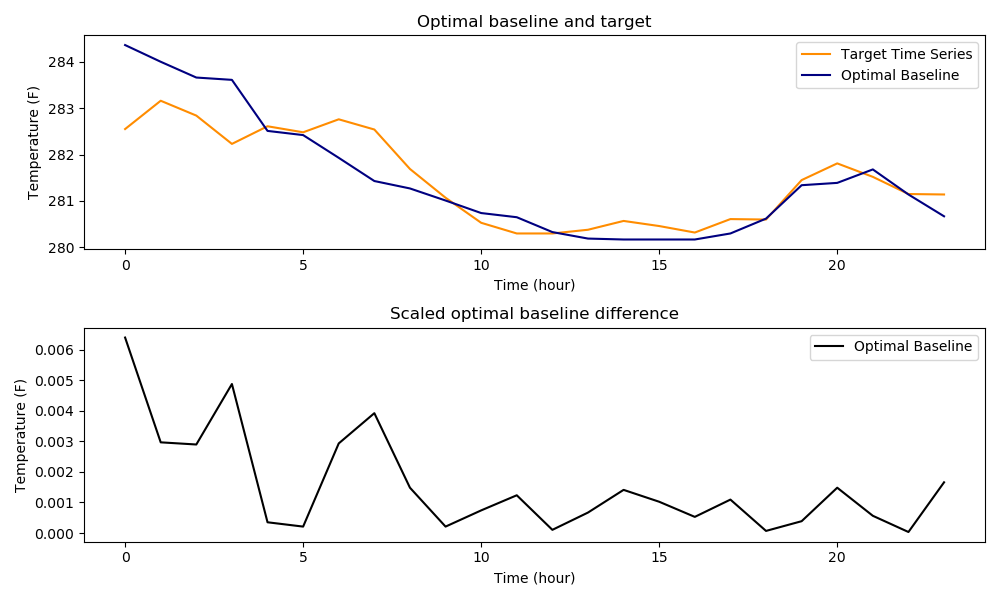 Optimal baseline and target
Temperature (F)
284
283
282
281
280
Target Time Series
Optimal Baseline
0 5 10 15 20
Time (hour)
Scaled optimal baseline difference
Temperature (F)
0.006
0.005
0.004
0.003
0.002
0.001
0.000
Optimal Baseline
0 5 10 15 20
Time (hour)